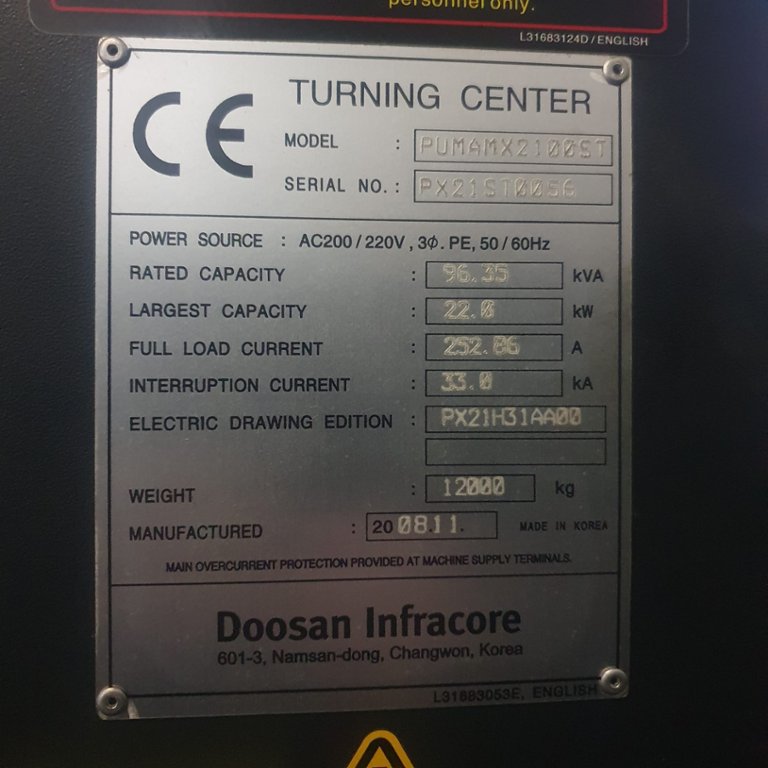 personnel only.
L31683124D / ENGLISH
CE
TURNING CENTER
MODEL : PUMAMX2100ST
SERIAL NO. : PX21ST0056
POWER SOURCE : AC200 / 220V , 3Φ. PE, 50 / 60Hz
RATED CAPACITY : 96.35 kVA
LARGEST CAPACITY : 22.0 kW
FULL LOAD CURRENT : 252.86 A
INTERRUPTION CURRENT : 33.0 kA
ELECTRIC DRAWING EDITION : PX21H31AA00
WEIGHT : 12000 kg
MANUFACTURED : 20 08.11. MADE IN KOREA
MAIN OVERCURRENT PROTECTION PROVIDED AT MACHINE SUPPLY TERMINALS.
Doosan Infracore
601-3, Namsan-dong, Changwon, Korea
L31683053E, ENGLISH